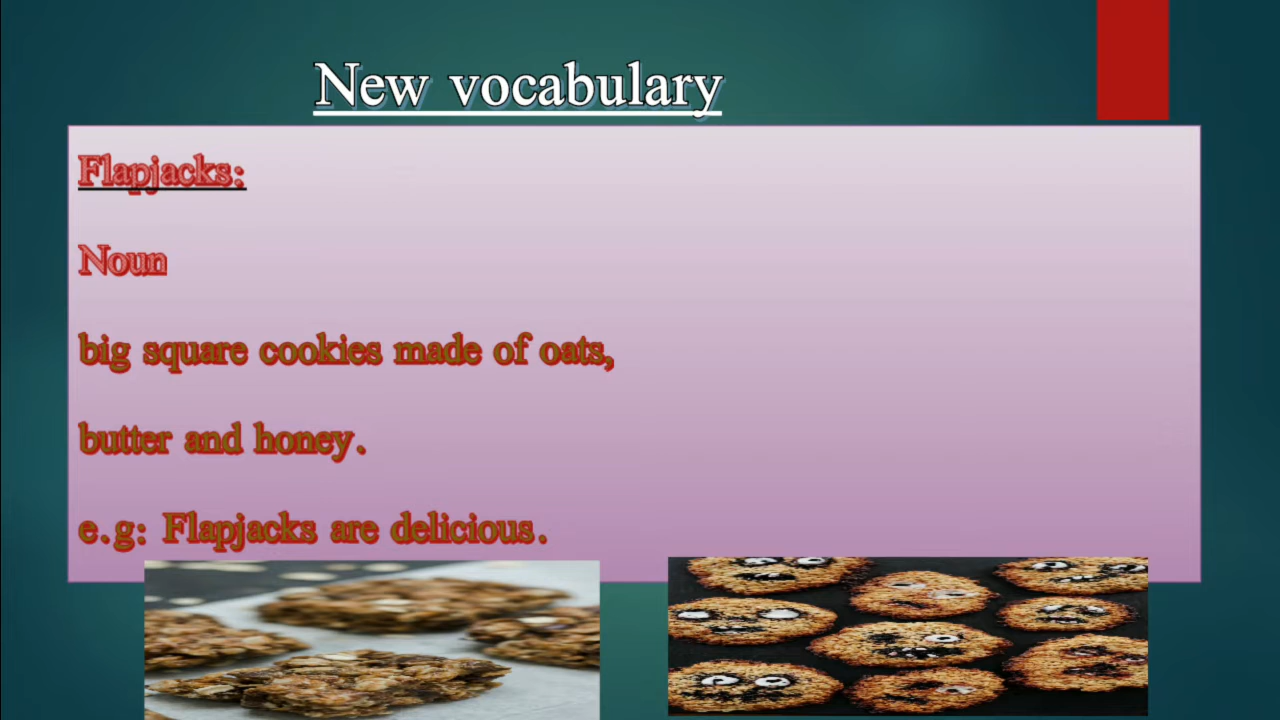 New vocabulary
Flapjacks:
Noun
big square cookies made of oats,
butter and honey.
e.g: Flapjacks are delicious.